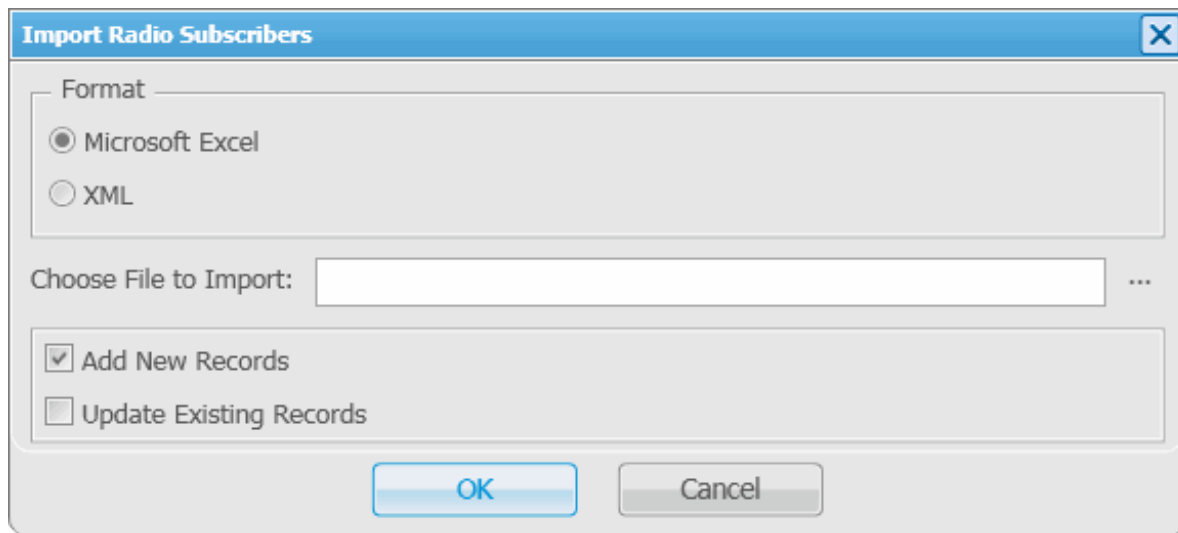 Import Radio Subscribers
Format
Microsoft Excel
XML
Choose File to Import:
...
Add New Records
Update Existing Records
OK
Cancel